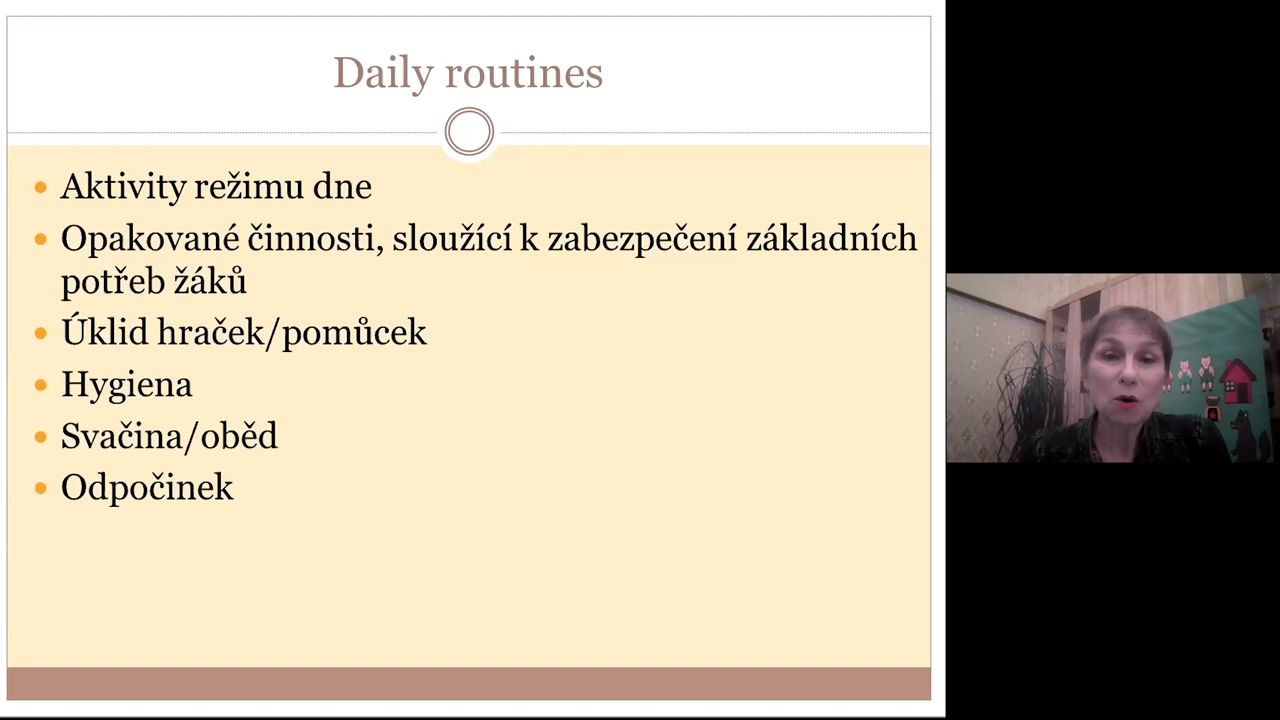 Daily routines
Aktivity režimu dne
Opakované činnosti, sloužící k zabezpečení základních
potřeb žáků
Úklid hraček/pomůcek
Hygiena
Svačina/oběd
Odpočinek